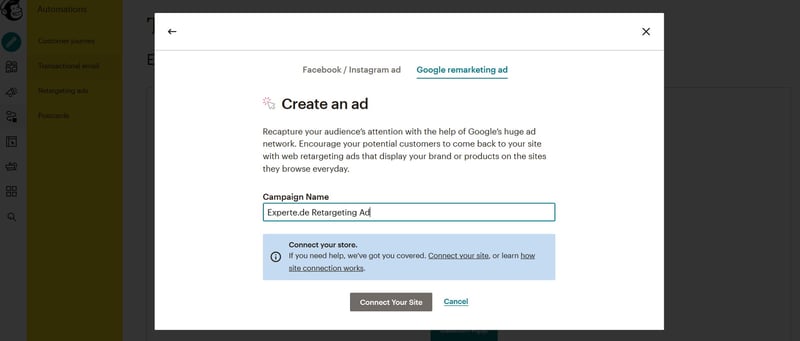 Automations
Customer journeys
Transactional email
Retargeting ads
Postcards
Facebook / Instagram ad
Google remarketing ad
Create an ad
Recapture your audience's attention with the help of Google's huge ad
network. Encourage your potential customers to come back to your site
with web retargeting ads that display your brand or products on the sites
they browse everyday.
Campaign Name
Experte.de Retargeting Ad
Connect your store.
If you need help, we've got you covered. Connect your site, or learn how
site connection works.
Connect Your Site
Cancel